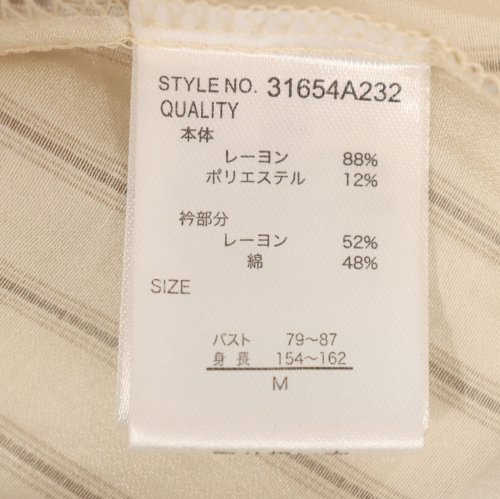 STYLE NO. 31654A232
QUALITY
本体
レーヨン 88%
ポリエステル 12%
衿部分
レーヨン 52%
綿 48%
SIZE
バスト 79～87
身長 154～162
M